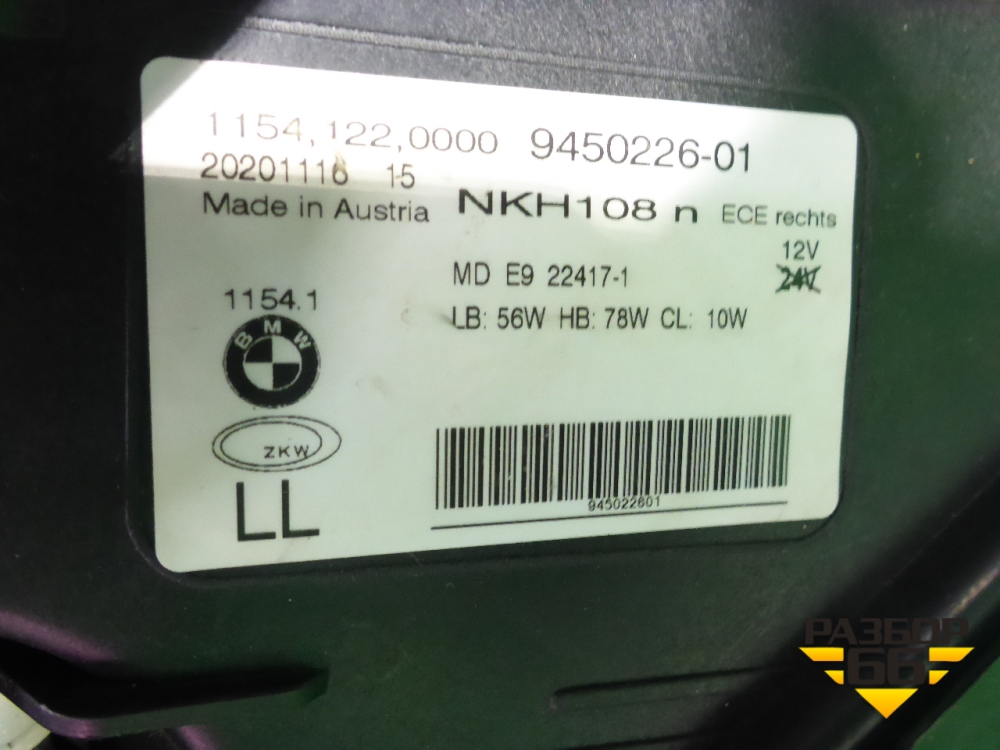 1154,122,0000 9450226-01
20201116 15
Made in Austria NKH108 n ECE rechts
12V
24V
MD E9 22417-1
LB: 56W HB: 78W CL: 10W
1154.1
BMW
ZKW
LL
945022601
РАЗБОР
66